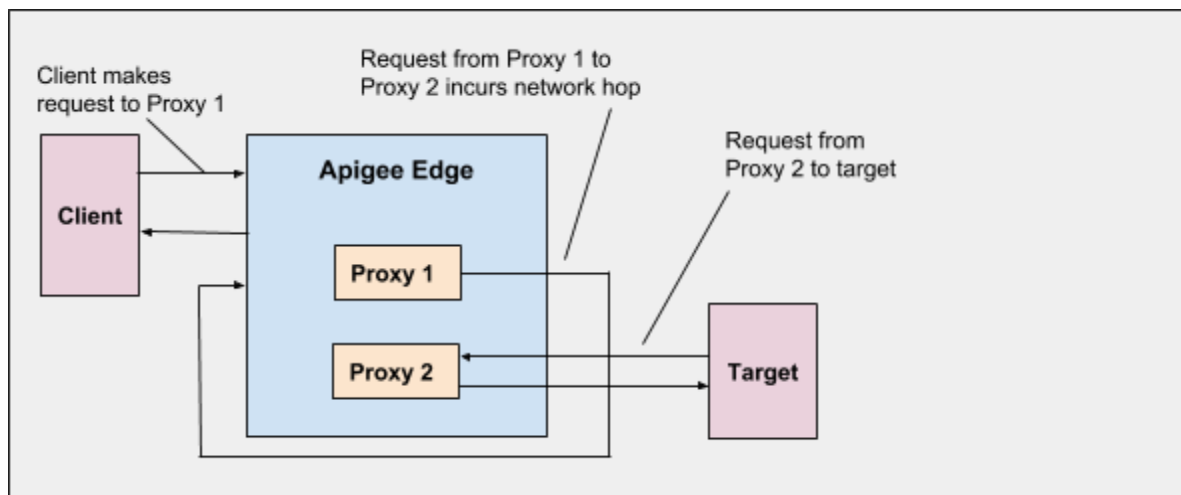 Client makes
request to Proxy 1
Request from Proxy 1 to
Proxy 2 incurs network hop
Request from
Proxy 2 to target
Apigee Edge
Client
Proxy 1
Proxy 2
Target